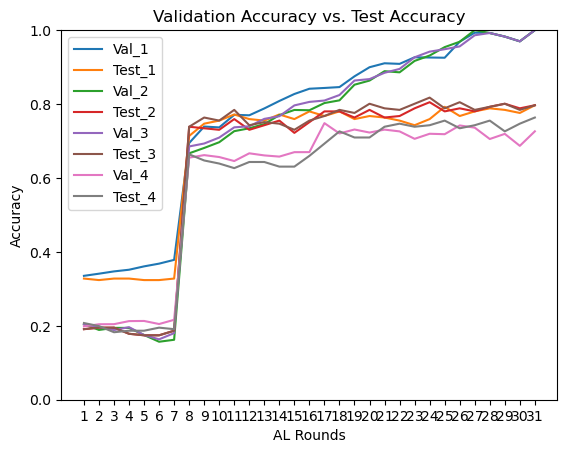 Validation Accuracy vs. Test Accuracy
Val_1
Test_1
Val_2
Test_2
Val_3
Test_3
Val_4
Test_4
Accuracy
1.0
0.8
0.6
0.4
0.2
0.0
1 2 3 4 5 6 7 8 9 10 11 12 13 14 15 16 17 18 19 20 21 22 23 24 25 26 27 28 29 30 31
AL Rounds